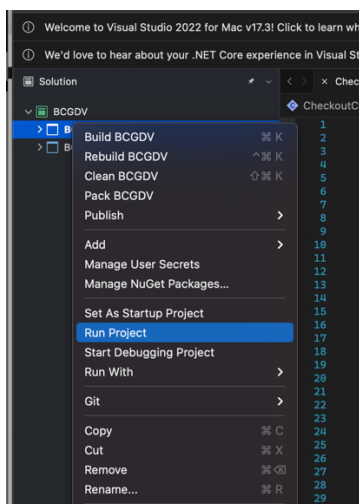 Welcome to Visual Studio 2022 for Mac v17.3! Click to learn wh
We'd love to hear about your .NET Core experience in Visual St
Solution
× Chec
BCGDV
CheckoutC
B
B
Build BCGDV ⌘ K
Rebuild BCGDV ^⌘ K
Clean BCGDV ⇧⌘ K
Pack BCGDV
Publish
Add
Manage User Secrets
Manage NuGet Packages...
Set As Startup Project
Run Project
Start Debugging Project
Run With
Git
Copy ⌘ C
Cut ⌘ X
Remove ⌘⌫
Rename... ⌘ R
1
2
3
4
5
6
7
8
9
10
11
12
13
14
15
16
17
18
19
20
21
22
23
24
25
26
27
28
29